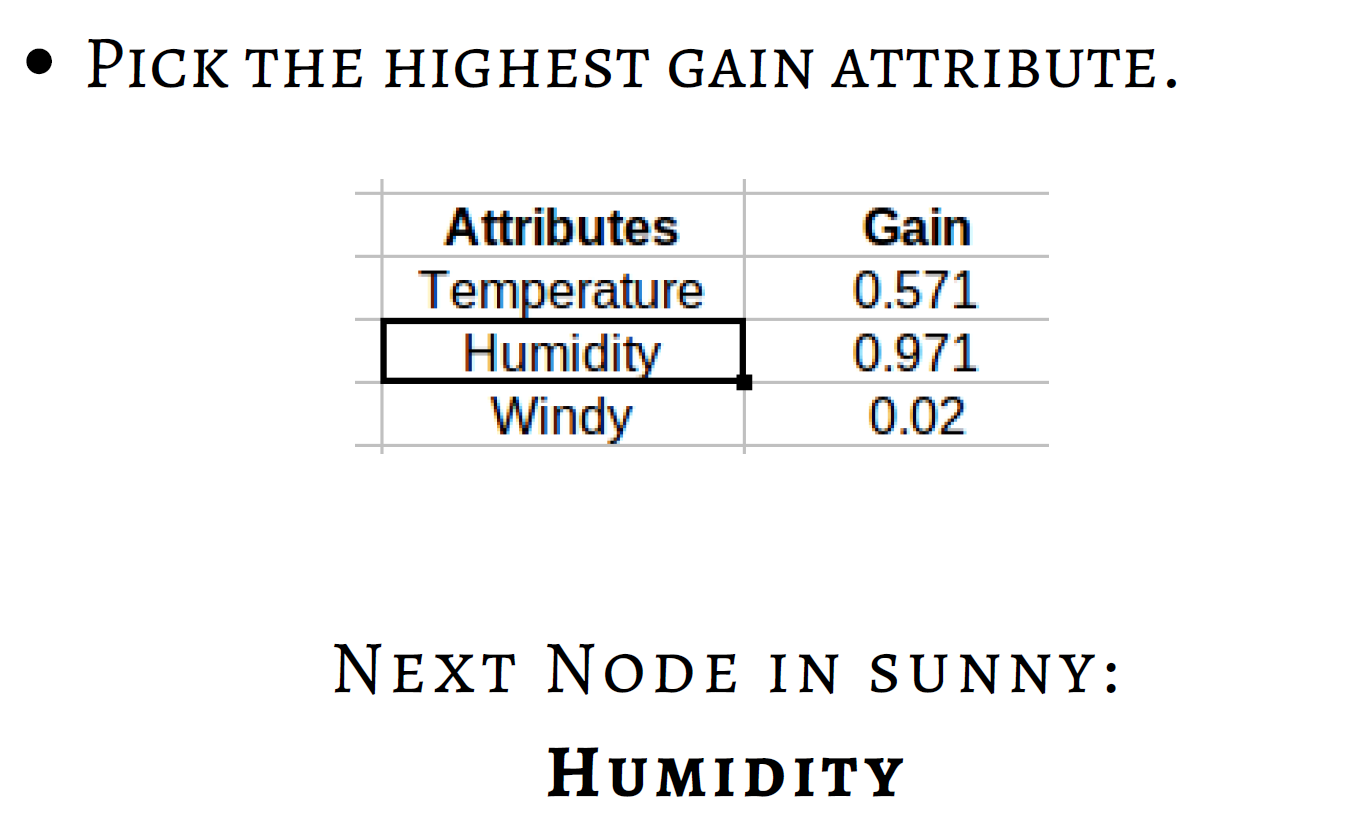 • Pick the highest gain attribute.
Attributes Gain
Temperature 0.571
Humidity 0.971
Windy 0.02
Next Node in sunny:
Humidity